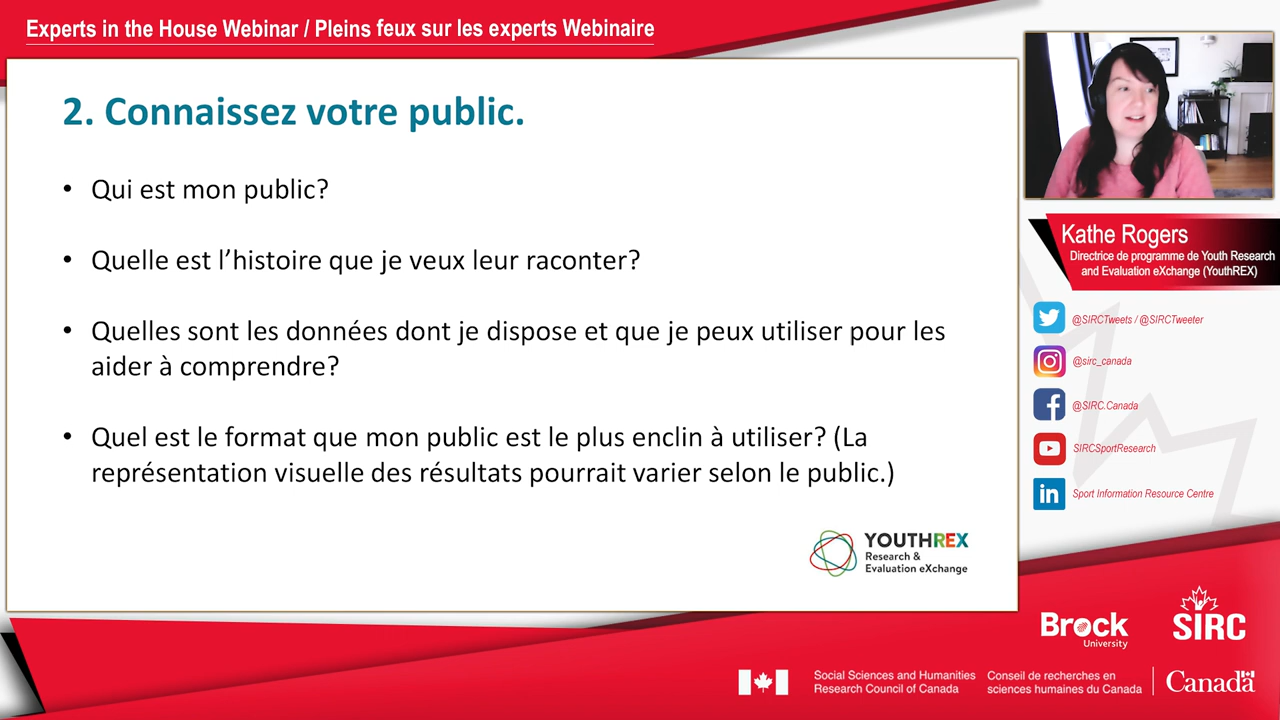 Experts in the House Webinar / Pleins feux sur les experts Webinaire
2. Connaissez votre public.
• Qui est mon public?
• Quelle est l’histoire que je veux leur raconter?
• Quelles sont les données dont je dispose et que je peux utiliser pour les
aider à comprendre?
• Quel est le format que mon public est le plus enclin à utiliser? (La
représentation visuelle des résultats pourrait varier selon le public.)
YOUTHREX
Research &
Evaluation eXchange
Kathe Rogers
Directrice de programme de Youth Research
and Evaluation eXchange (YouthREX)
@SIRCTweets / @SIRCTweeter
@sirc_canada
@SIRC.Canada
SIRCSportResearch
in Sport Information Resource Centre
Brock
University
SIRC
Social Sciences and Humanities
Research Council of Canada
Conseil de recherches en
sciences humaines du Canada
Canada